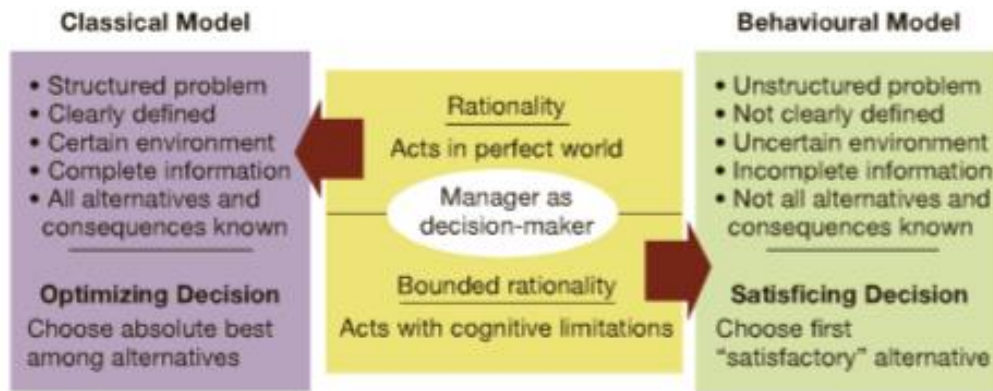 Classical Model
• Structured problem
• Clearly defined
• Certain environment
• Complete information
• All alternatives and
consequences known
Optimizing Decision
Choose absolute best
among alternatives
Rationality
Acts in perfect world
Manager as
decision-maker
Bounded rationality
Acts with cognitive limitations
Behavioural Model
• Unstructured problem
• Not clearly defined
• Uncertain environment
• Incomplete information
• Not all alternatives and
consequences known
Satisficing Decision
Choose first
“satisfactory” alternative